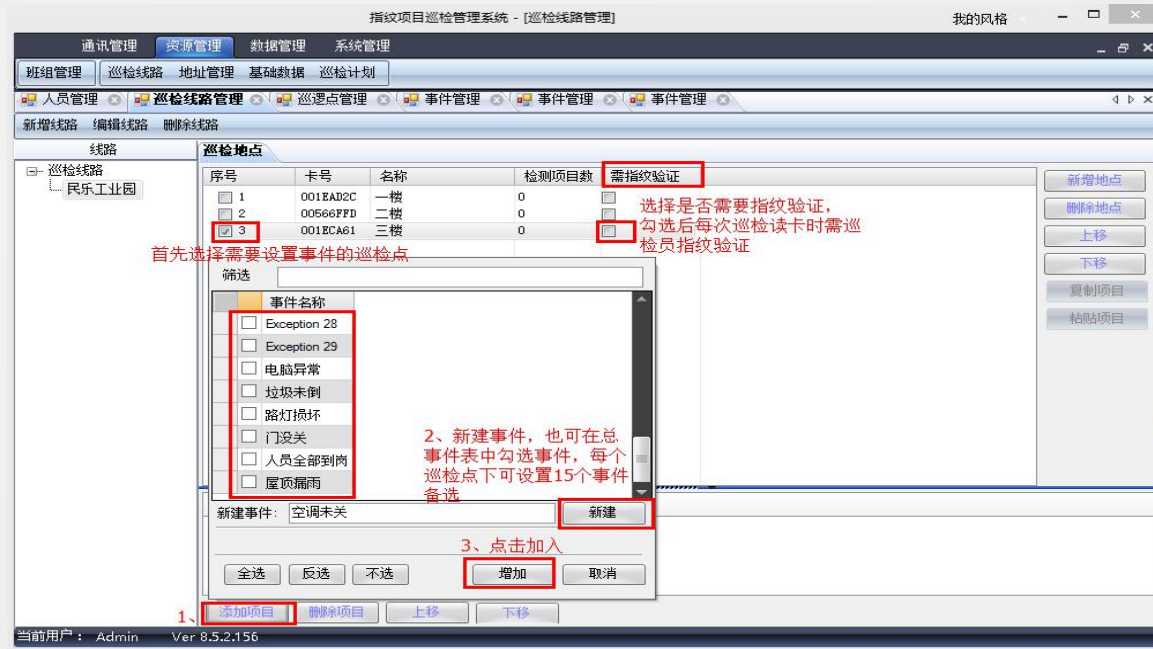 指纹项目巡检管理系统 - [巡检线路管理]
我的风格
通讯管理 资源管理 数据管理 系统管理
班组管理 巡检线路 地址管理 基础数据 巡检计划
人员管理 巡检线路管理 巡逻点管理 事件管理 事件管理 事件管理
新增线路 编辑线路 删除线路
线路
巡检线路
民乐工业园
巡检地点
序号 卡号 名称 检测项目数 需指纹验证
1 001EAD2C 一楼 0
2 00566FFD 二楼 0
3 001ECA61 三楼 0
选择是否需要指纹验证，
勾选后每次巡检读卡时需巡
检员指纹验证
首先选择需要设置事件的巡检点
新增地点
删除地点
上移
下移
复制项目
粘贴项目
筛选
事件名称
Exception 28
Exception 29
电脑异常
垃圾未倒
路灯损坏
门没关
人员全部到岗
屋顶漏雨
2、新建事件，也可在总
事件表中勾选事件，每个
巡检点下可设置15个事件
备选
新建事件: 空调未关 新建
3、点击加入
全选 反选 不选 增加 取消
1、 添加项目 删除项目 上移 下移
当前用户： Admin Ver 8.5.2.156